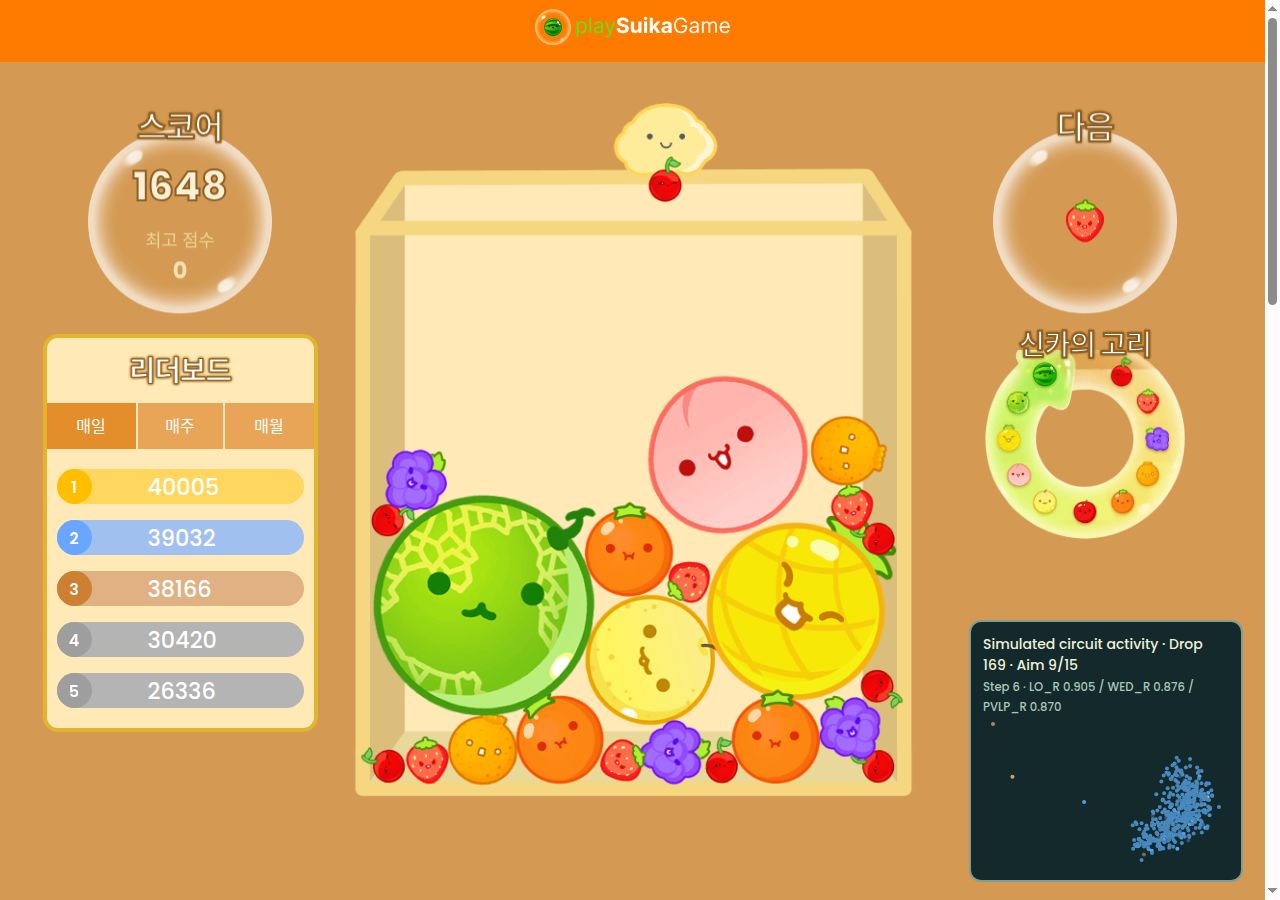 playSuikaGame
스코어
1648
최고 점수
0
리더보드
매일 매주 매월
1 40005
2 39032
3 38166
4 30420
5 26336
다음
신카의 고리
Simulated circuit activity · Drop
169 · Aim 9/15
Step 6 · LO_R 0.905 / WED_R 0.876 /
PVLP_R 0.870